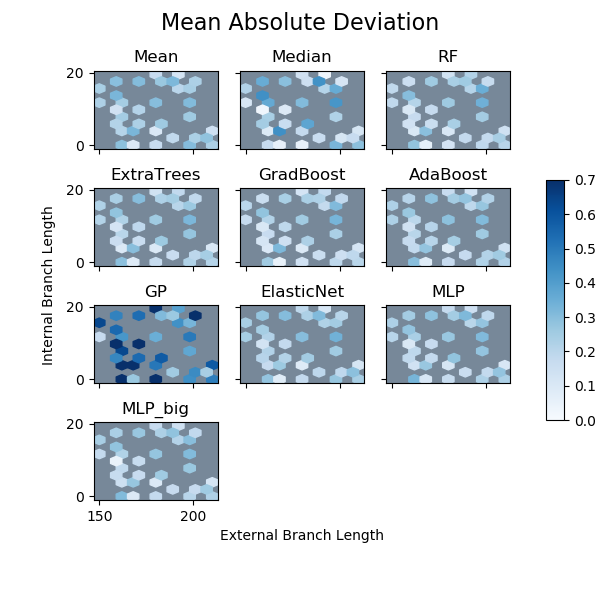 Mean Absolute Deviation
Mean
Median
RF
20
0
ExtraTrees
GradBoost
AdaBoost
20
0
GP
ElasticNet
MLP
20
0
MLP_big
20
0
150
200
Internal Branch Length
External Branch Length
0.7
0.6
0.5
0.4
0.3
0.2
0.1
0.0